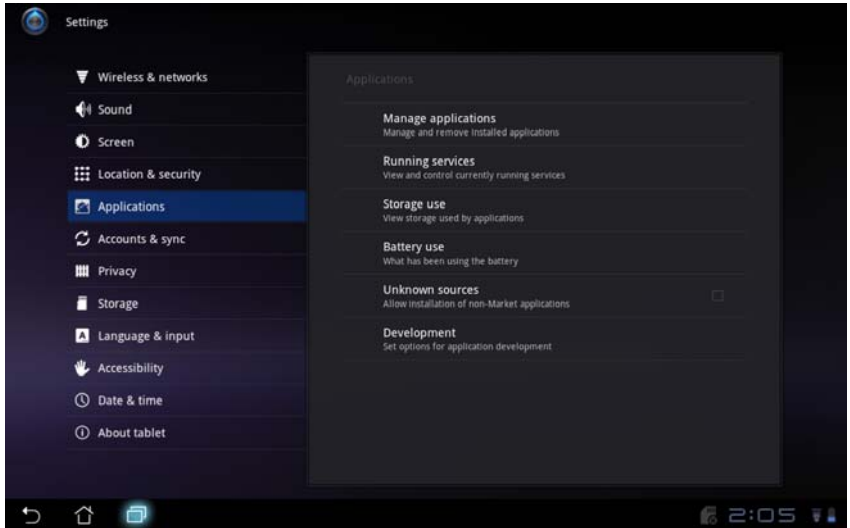 Settings
Wireless & networks
Sound
Screen
Location & security
Applications
Accounts & sync
Privacy
Storage
Language & input
Accessibility
Date & time
About tablet
Applications
Manage applications
Manage and remove installed applications
Running services
View and control currently running services
Storage use
View storage used by applications
Battery use
What has been using the battery
Unknown sources
Allow installation of non-Market applications
Development
Set options for application development
2:05